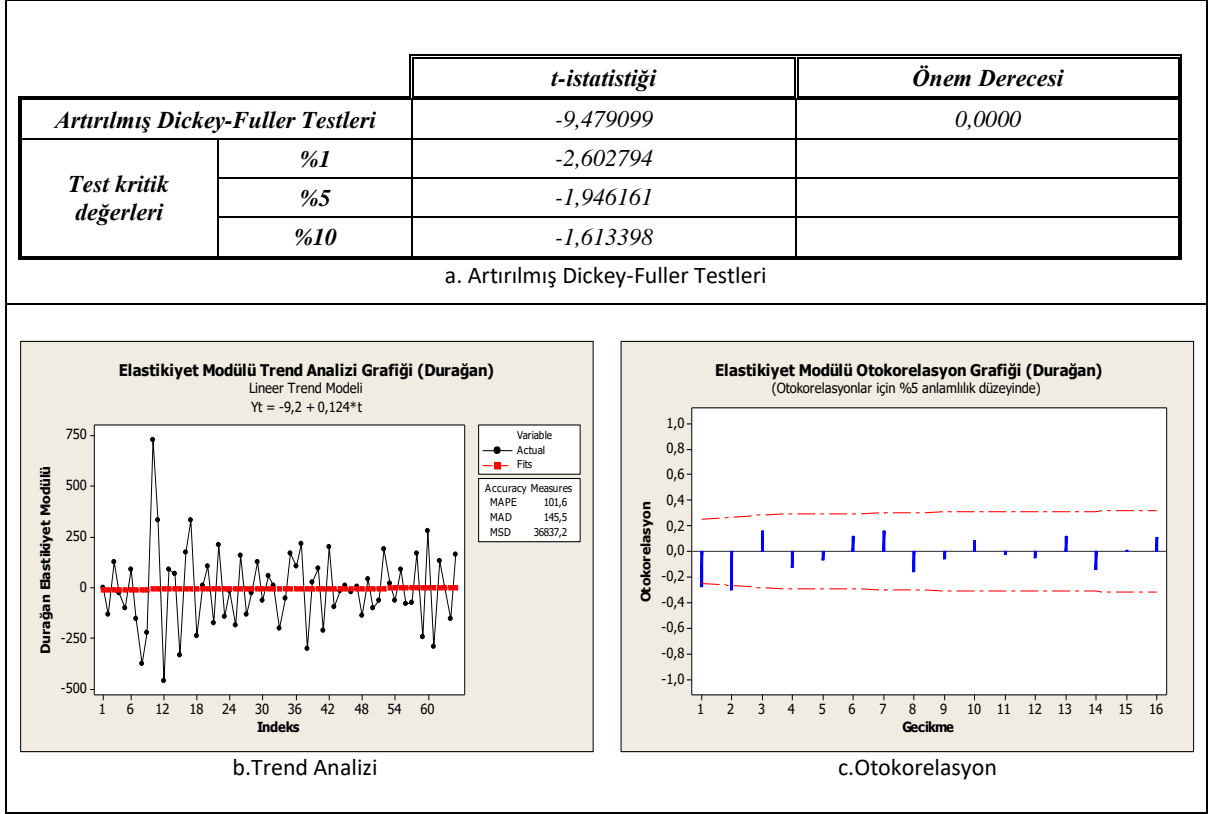 t-istatistiği Önem Derecesi
Artırılmış Dickey-Fuller Testleri -9,479099 0,0000
Test kritik değerleri
%1 -2,602794
%5 -1,946161
%10 -1,613398
a. Artırılmış Dickey-Fuller Testleri
Elastikiyet Modülü Trend Analizi Grafiği (Durağan)
Lineer Trend Modeli
Yt = -9,2 + 0,124*t
Durağan Elastikiyet Modülü
750
500
250
0
-250
-500
1 6 12 18 24 30 36 42 48 54 60
Indeks
Variable
Actual
Fits
Accuracy Measures
MAPE 101,6
MAD 145,5
MSD 36837,2
b.Trend Analizi
Elastikiyet Modülü Otokorelasyon Grafiği (Durağan)
(Otokorelasyonlar için %5 anlamlılık düzeyinde)
Otokorelasyon
1,0
0,8
0,6
0,4
0,2
0,0
-0,2
-0,4
-0,6
-0,8
-1,0
1 2 3 4 5 6 7 8 9 10 11 12 13 14 15 16
Gecikme
c.Otokorelasyon